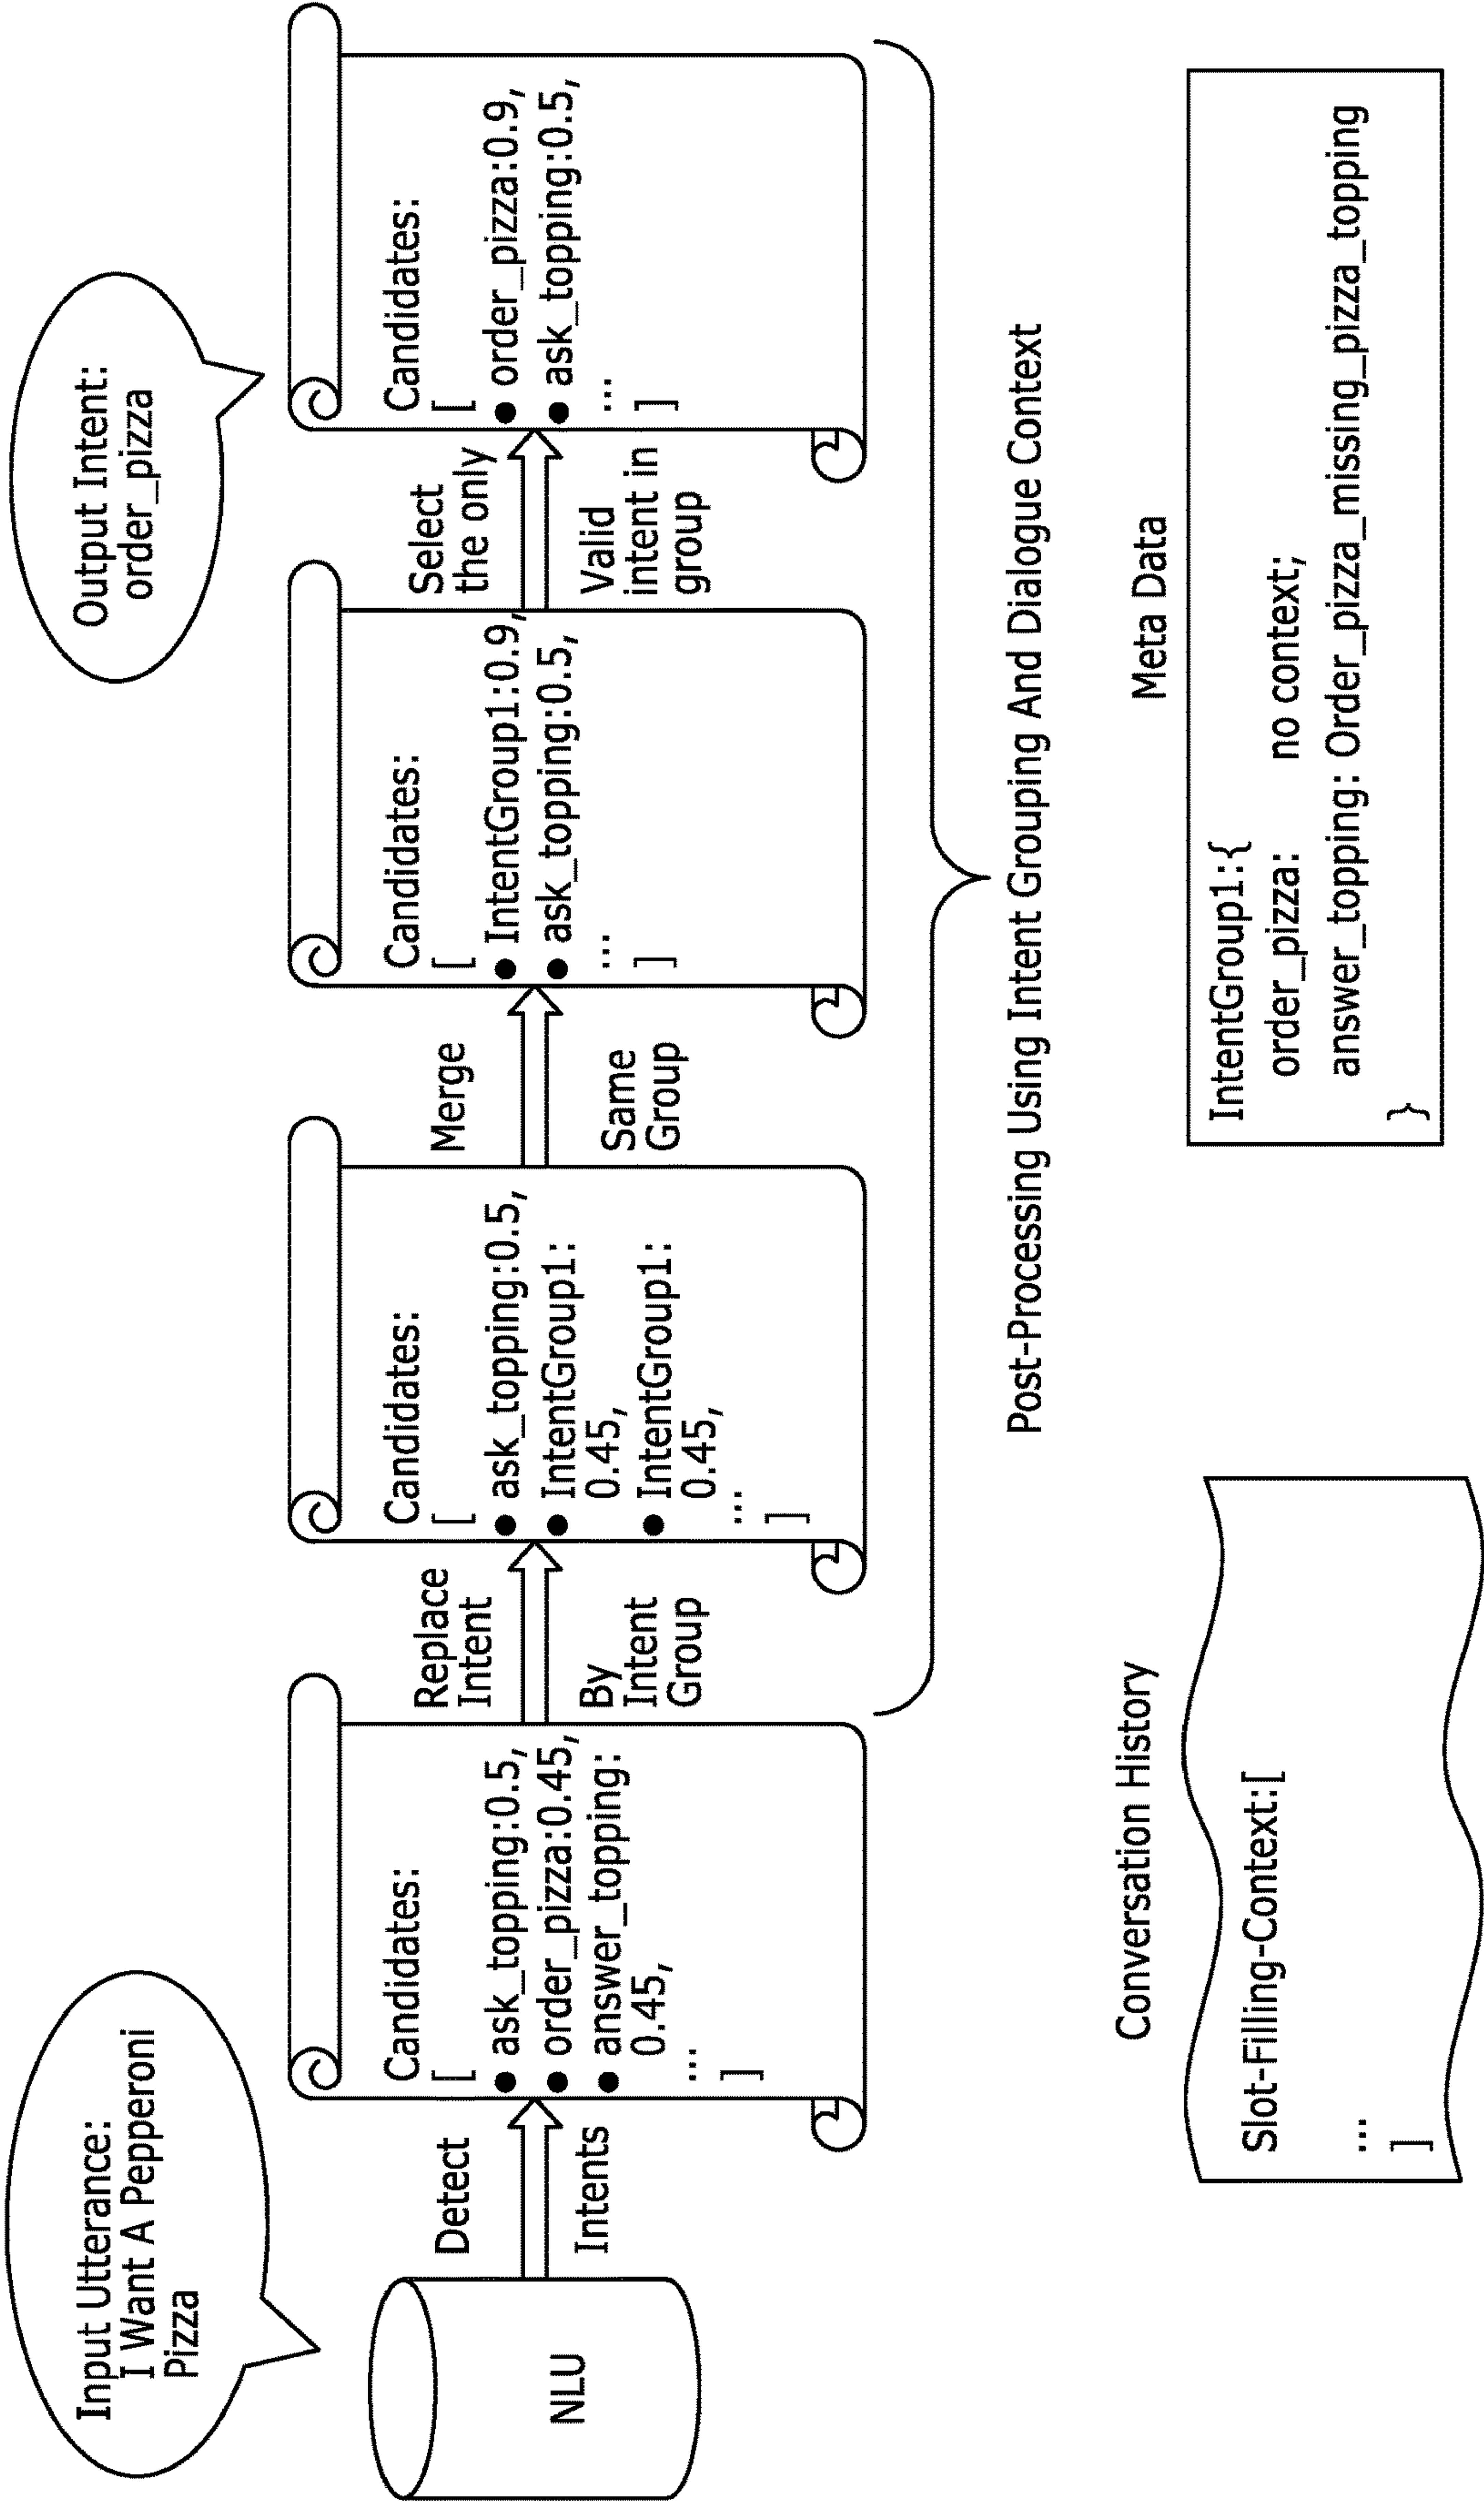 Input Utterance:
I Want A Pepperoni
Pizza
NLU
Detect
Intents
Candidates:
[
● ask_topping:0.5,
● order_pizza:0.45,
● answer_topping:
0.45,
...
]
Replace
Intent
By
Intent
Group
Candidates:
[
● ask_topping:0.5,
● IntentGroup1:
0.45,
● IntentGroup1:
0.45,
...
]
Merge
Same
Group
Candidates:
[
● IntentGroup1:0.9,
● ask_topping:0.5,
...
]
Select
the only
Valid
intent in
group
Output Intent:
order_pizza
Candidates:
[
● order_pizza:0.9,
● ask_topping:0.5,
...
]
Post-Processing Using Intent Grouping And Dialogue Context
Conversation History
Slot-Filling-Context:[
...
]
Meta Data
IntentGroup1:{
order_pizza: no context;
answer_topping: Order_pizza_missing_pizza_topping
}